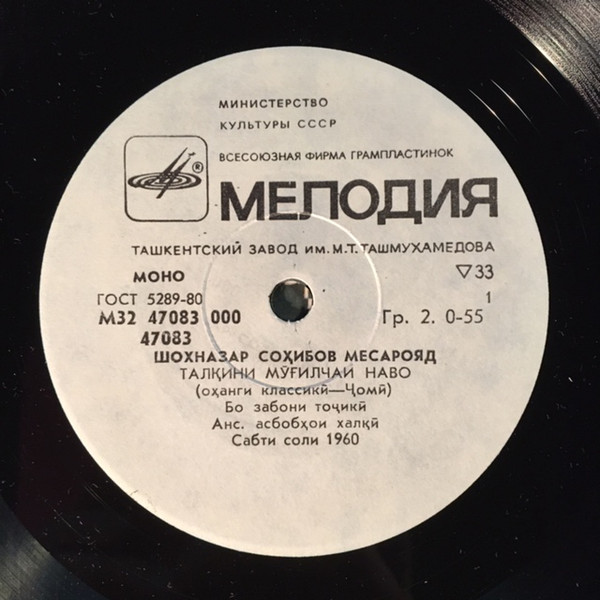 МИНИСТЕРСТВО
КУЛЬТУРЫ СССР
ВСЕСОЮЗНАЯ ФИРМА ГРАМПЛАСТИНОК
® МЕЛОДИЯ
ТАШКЕНТСКИЙ ЗАВОД ИМ. М.Т. ТАШМУХАМЕДОВА
МОНО ▽33
ГОСТ 5289-80 1
М32 47083 000 Гр. 2. 0-55
47083
ШОХНАЗАР СОҲИБОВ МЕСАРОЯД
ТАЛҚИНИ МӮҒИЛЧАИ НАВО
(оҳанги классикӣ—Ҷомӣ)
Бо забони тоҷикӣ
Анс. асбобҳои халқӣ
Сабти соли 1960